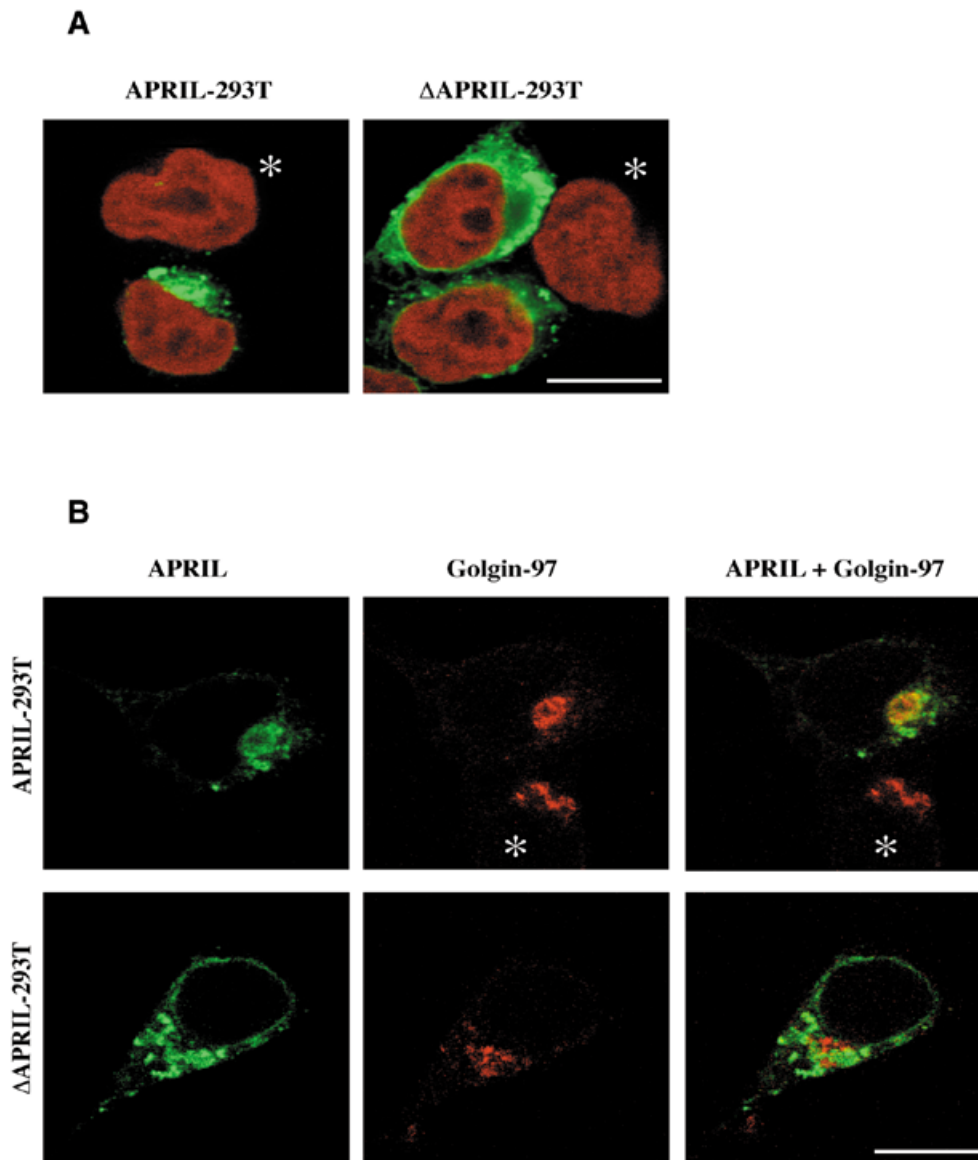 A
APRIL-293T ΔAPRIL-293T
* *
B
APRIL Golgin-97 APRIL + Golgin-97
APRIL-293T
* *
ΔAPRIL-293T